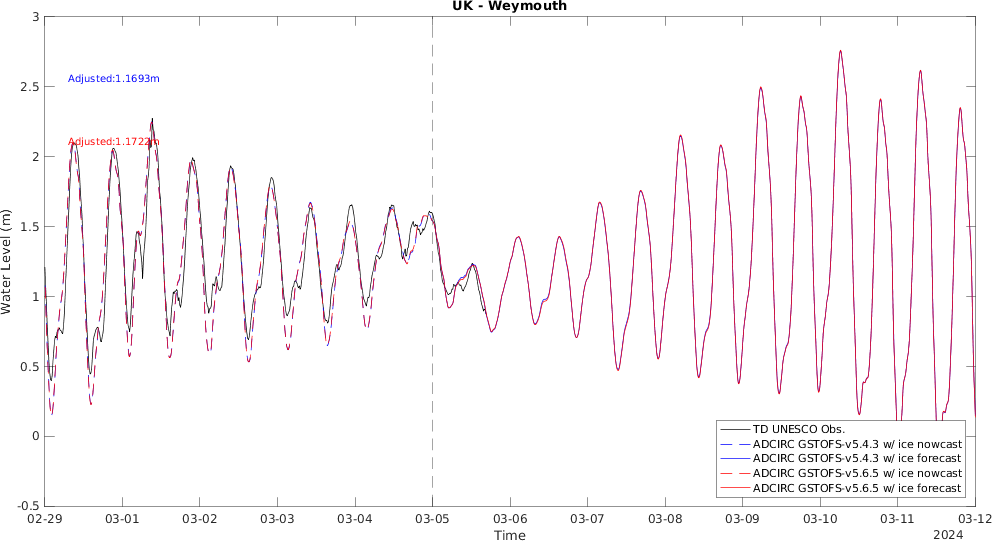 UK - Weymouth
3
Adjusted:1.1693m
2.5
Adjusted:1.1722m
2
1.5
Water Level (m)
1
0.5
0
-0.5
TD UNESCO Obs.
ADCIRC GSTOFS-v5.4.3 w/ ice nowcast
ADCIRC GSTOFS-v5.4.3 w/ ice forecast
ADCIRC GSTOFS-v5.6.5 w/ ice nowcast
ADCIRC GSTOFS-v5.6.5 w/ ice forecast
02-29 03-01 03-02 03-03 03-04 03-05 03-06 03-07 03-08 03-09 03-10 03-11 03-12
Time
2024